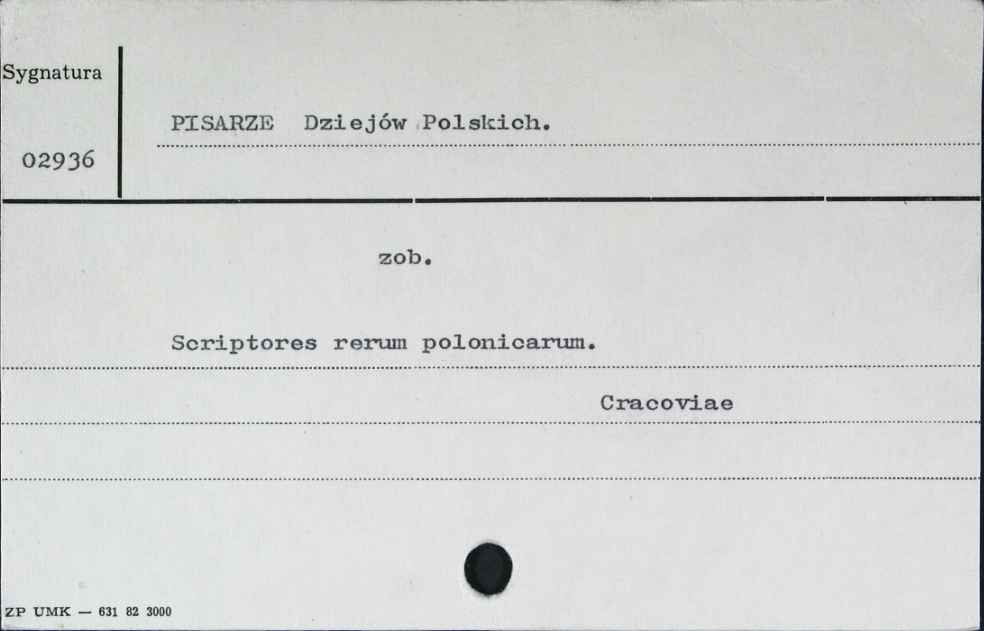 Sygnatura
PISARZE Dziejów Polskich.
02936
zob.
Scriptores rerum polonicarum.
Cracoviae
ZP UMK — 631 82 3000